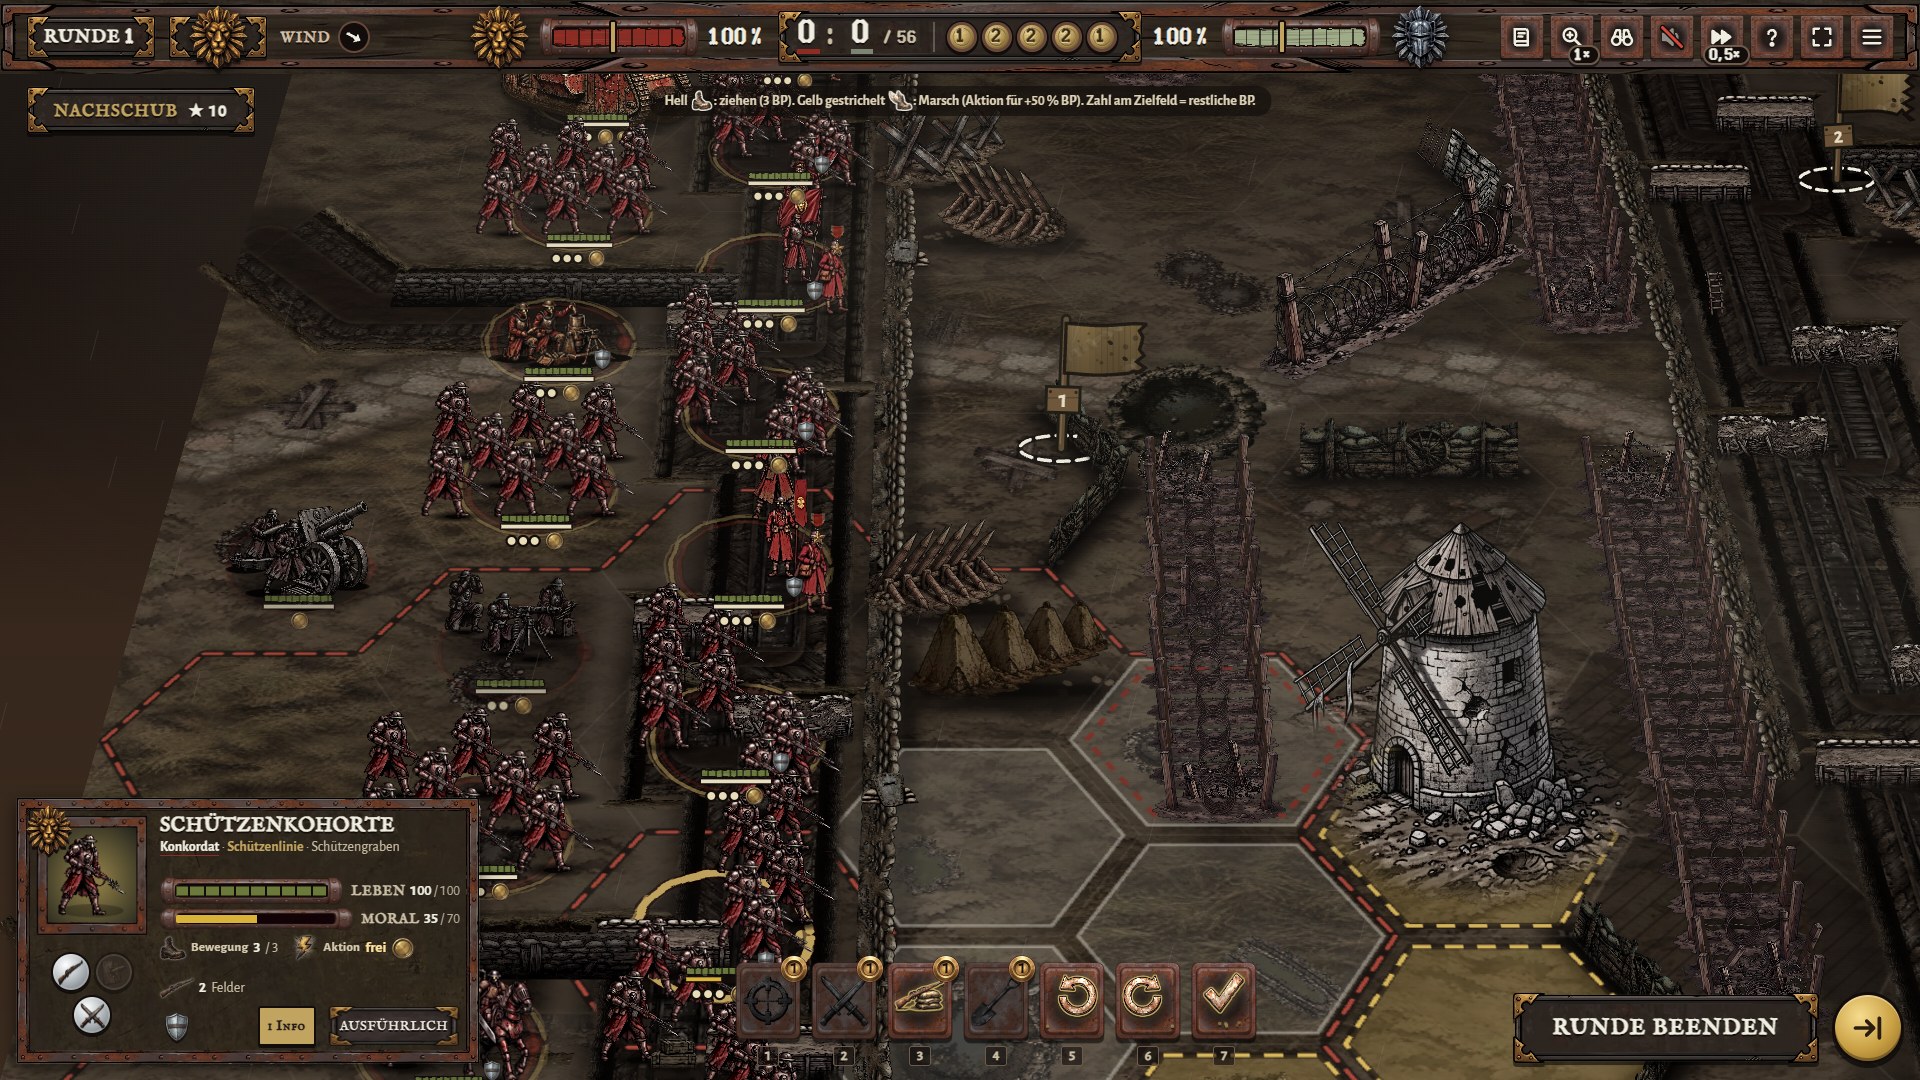 RUNDE 1
WIND
100 %
0 : 0 / 56
1 2 2 2 1
100 %
1×
0,5×
?
NACHSCHUB ★ 10
Hell : ziehen (3 BP). Gelb gestrichelt : Marsch (Aktion für +50 % BP). Zahl am Zielfeld = restliche BP.
2
1
SCHÜTZENKOHORTE
Konkordat · Schützenlinie · Schützengraben
LEBEN 100 / 100
MORAL 35 / 70
Bewegung 3 / 3 Aktion frei
2 Felder
I INFO
AUSFÜHRLICH
1 1 1 1
1 2 3 4 5 6 7
RUNDE BEENDEN